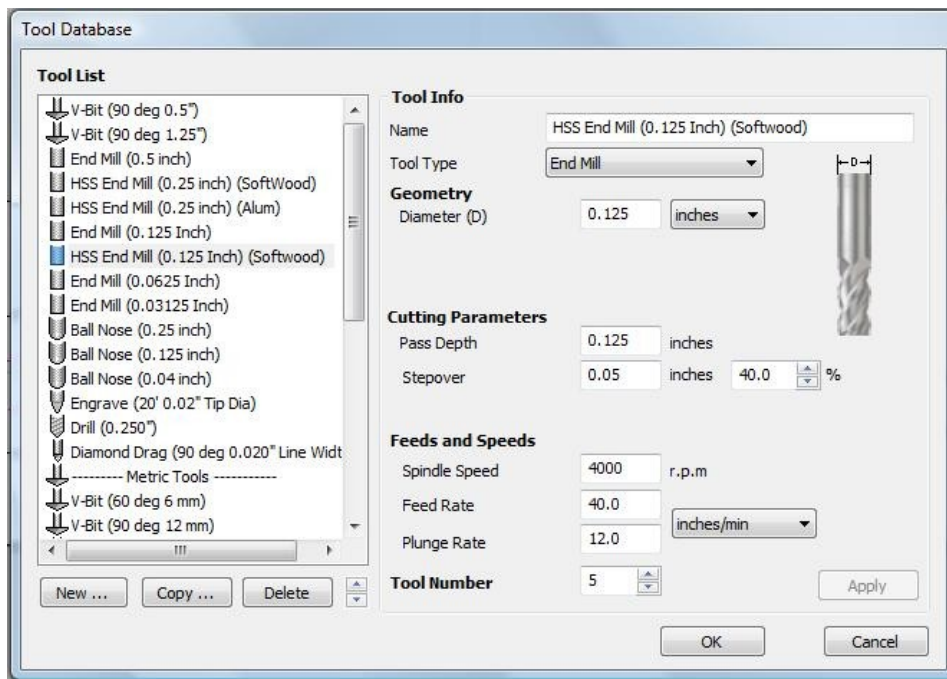 Tool Database
Tool List
V-Bit (90 deg 0.5")
V-Bit (90 deg 1.25")
End Mill (0.5 inch)
HSS End Mill (0.25 inch) (SoftWood)
HSS End Mill (0.25 inch) (Alum)
End Mill (0.125 Inch)
HSS End Mill (0.125 Inch) (Softwood)
End Mill (0.0625 Inch)
End Mill (0.03125 Inch)
Ball Nose (0.25 inch)
Ball Nose (0.125 inch)
Ball Nose (0.04 inch)
Engrave (20' 0.02" Tip Dia)
Drill (0.250")
Diamond Drag (90 deg 0.020" Line Widt
--------- Metric Tools -----------
V-Bit (60 deg 6 mm)
V-Bit (90 deg 12 mm)
New ... Copy ... Delete
Tool Info
Name HSS End Mill (0.125 Inch) (Softwood)
Tool Type End Mill
D
Geometry
Diameter (D) 0.125 inches
Cutting Parameters
Pass Depth 0.125 inches
Stepover 0.05 inches 40.0 %
Feeds and Speeds
Spindle Speed 4000 r.p.m
Feed Rate 40.0
inches/min
Plunge Rate 12.0
Tool Number 5
Apply
OK Cancel